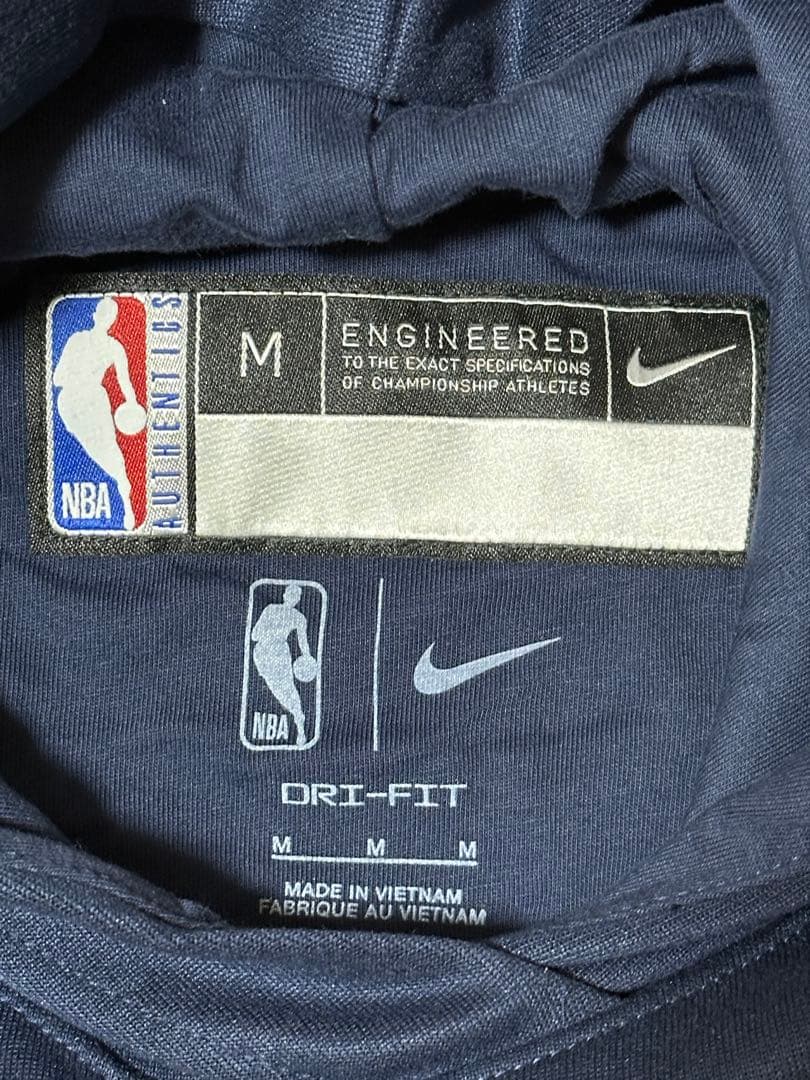 NBA
AUTHENTICS
M
ENGINEERED
TO THE EXACT SPECIFICATIONS
OF CHAMPIONSHIP ATHLETES
NBA
DRI-FIT
M M M
MADE IN VIETNAM
FABRIQUE AU VIETNAM